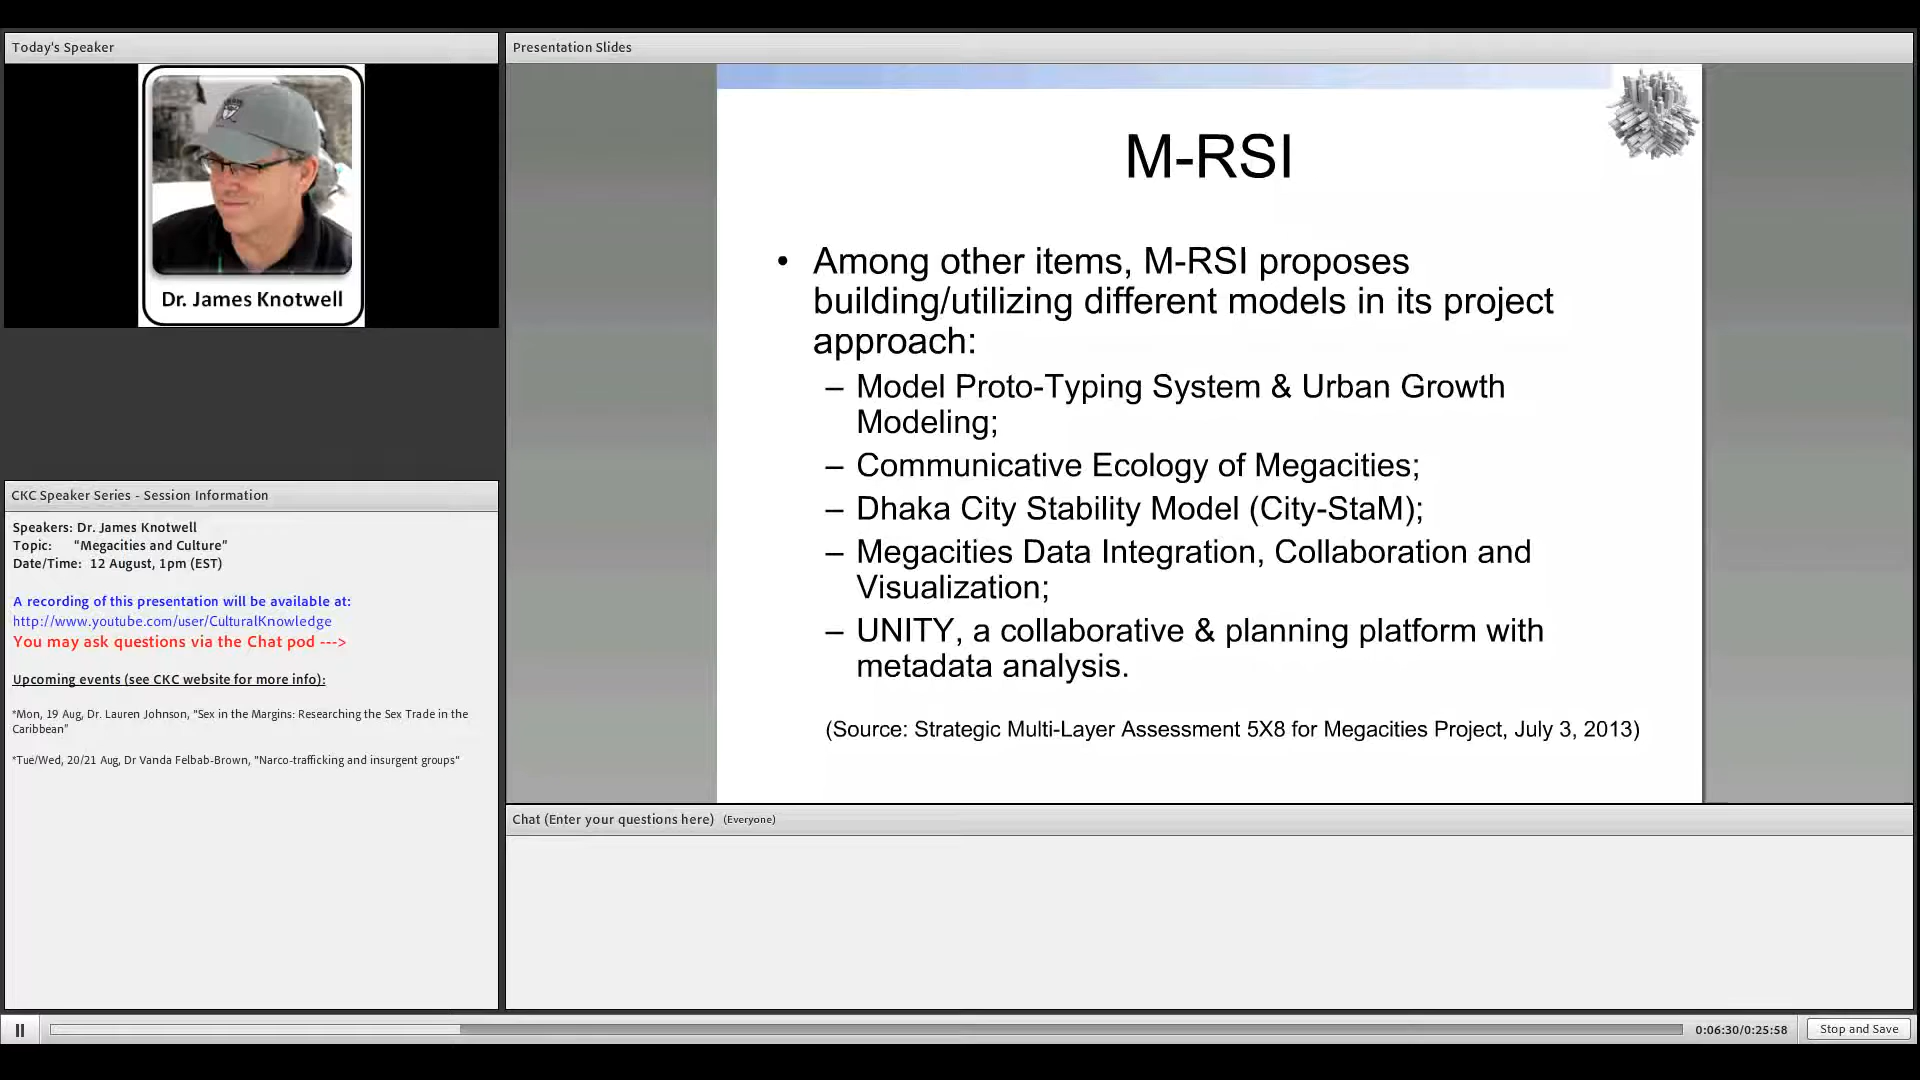 Today's Speaker
Dr. James Knotwell
CKC Speaker Series - Session Information
Speakers: Dr. James Knotwell
Topic: "Megacities and Culture"
Date/Time: 12 August, 1pm (EST)
A recording of this presentation will be available at:
http://www.youtube.com/user/CulturalKnowledge
You may ask questions via the Chat pod --->
Upcoming events (see CKC website for more info):
*Mon, 19 Aug, Dr. Lauren Johnson, "Sex in the Margins: Researching the Sex Trade in the
Caribbean"
*Tue/Wed, 20/21 Aug, Dr Vanda Felbab-Brown, "Narco-trafficking and insurgent groups"
Presentation Slides
M-RSI
• Among other items, M-RSI proposes
building/utilizing different models in its project
approach:
– Model Proto-Typing System & Urban Growth
Modeling;
– Communicative Ecology of Megacities;
– Dhaka City Stability Model (City-StaM);
– Megacities Data Integration, Collaboration and
Visualization;
– UNITY, a collaborative & planning platform with
metadata analysis.
(Source: Strategic Multi-Layer Assessment 5X8 for Megacities Project, July 3, 2013)
Chat (Enter your questions here) (Everyone)
0:06:30/0:25:58
Stop and Save